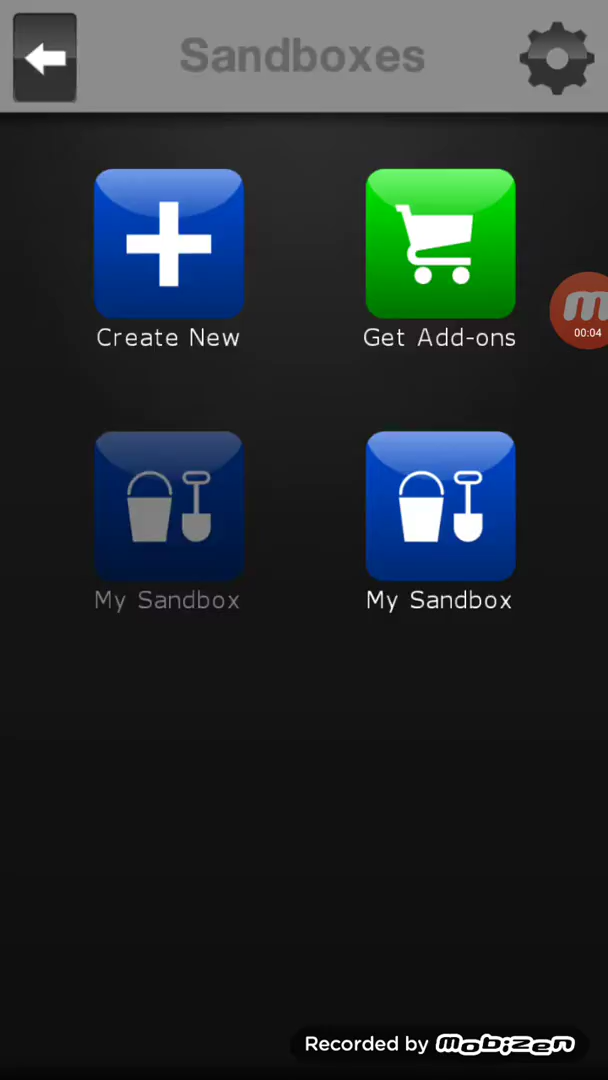 Sandboxes
Create New
Get Add-ons
00:04
My Sandbox
My Sandbox
Recorded by mobizen